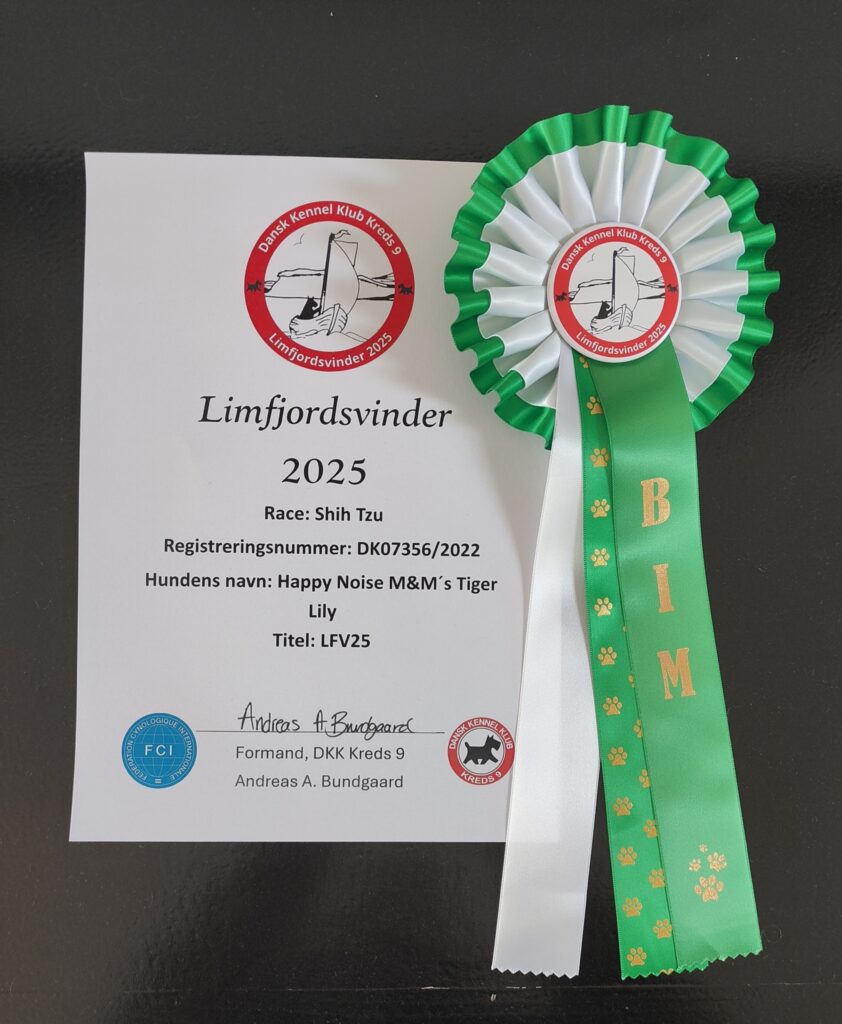 Dansk Kennel Klub Kreds 9
Limfjordsvinder 2025
Limfjordsvinder
2025
Race: Shih Tzu
Registreringsnummer: DK07356/2022
Hundens navn: Happy Noise M&M´s Tiger
Lily
Titel: LFV25
Andreas A. Bundgaard
Formand, DKK Kreds 9
Andreas A. Bundgaard
FEDERATION CYNOLOGIQUE INTERNATIONALE
FCI
DANSK KENNEL KLUB
KREDS 9
Dansk Kennel Klub Kreds 9
Limfjordsvinder 2025
BIM